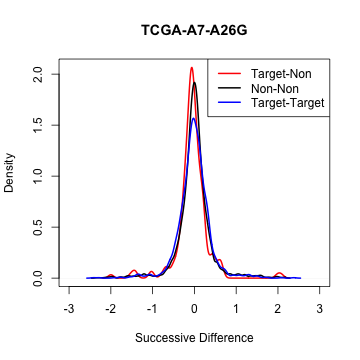 TCGA-A7-A26G
Target-Non
Non-Non
Target-Target
Density
2.0
1.5
1.0
0.5
0.0
-3 -2 -1 0 1 2 3
Successive Difference